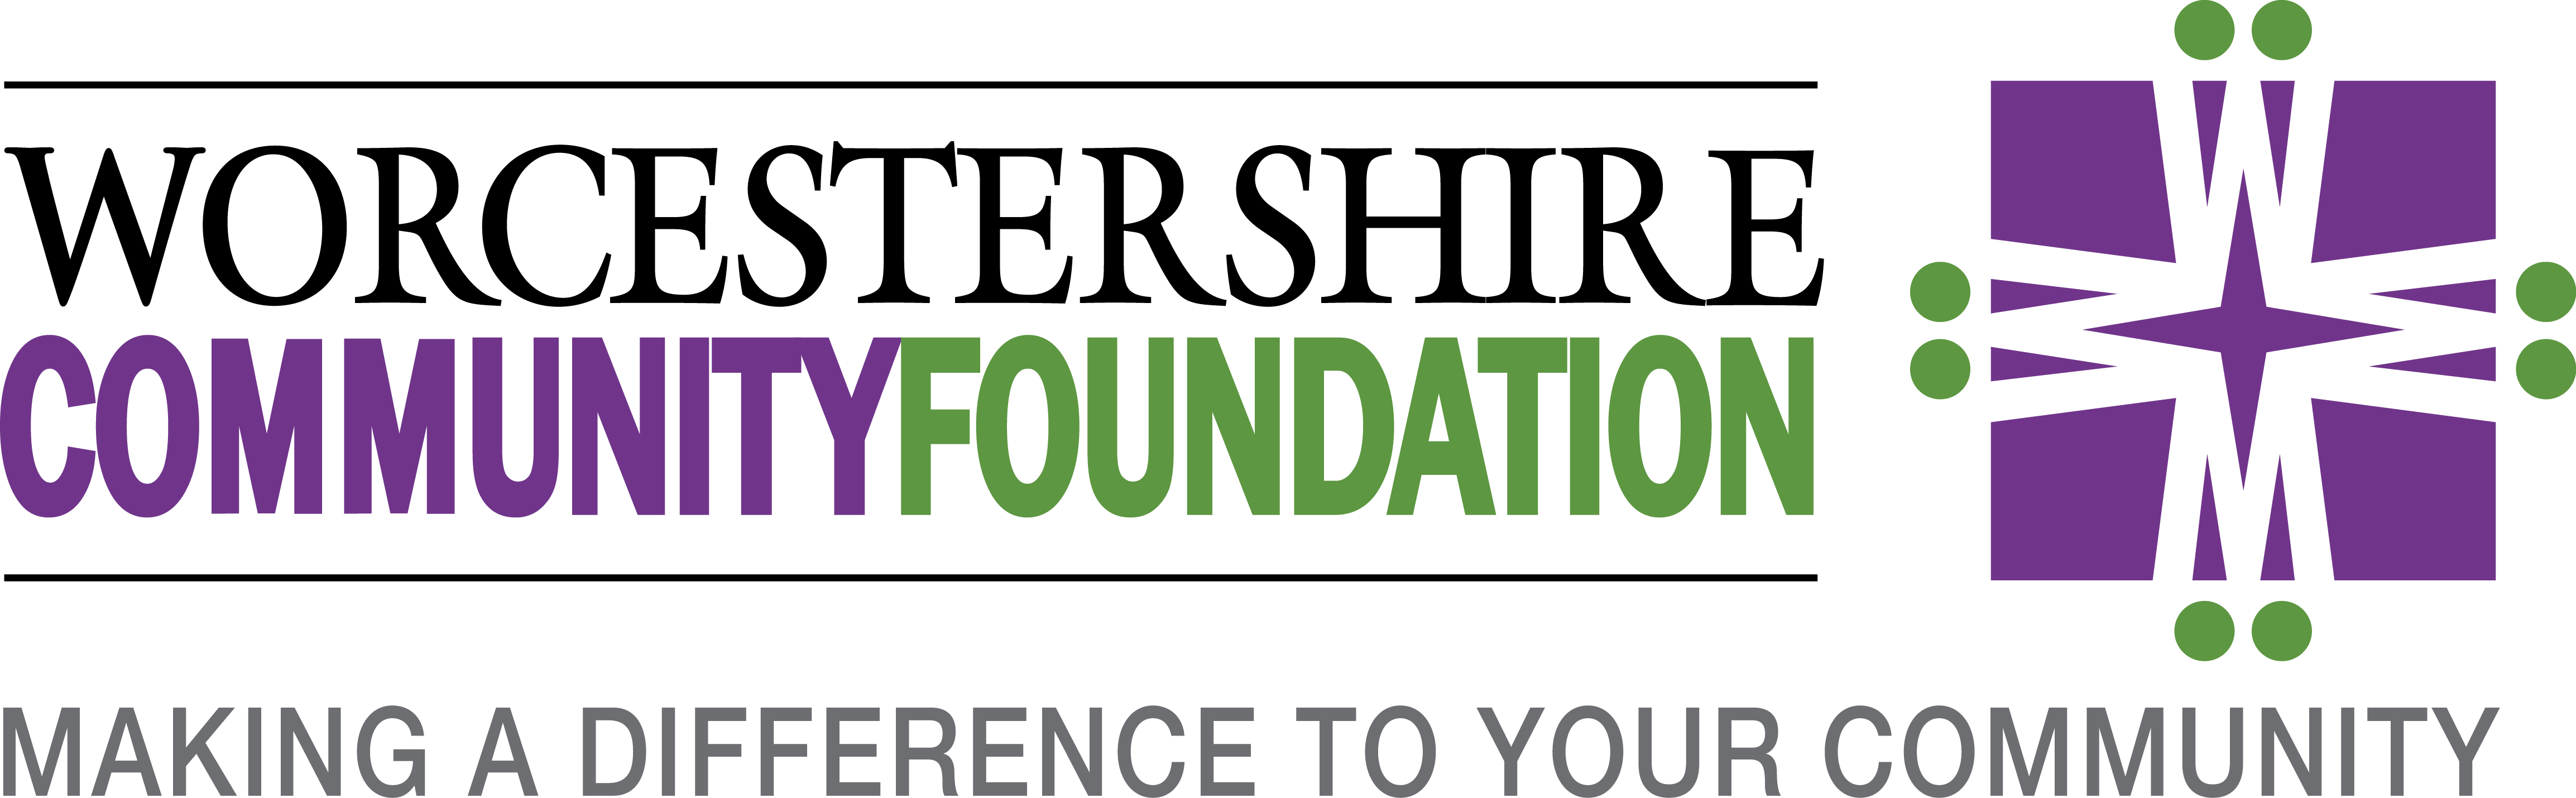 WORCESTERSHIRE
COMMUNITYFOUNDATION
MAKING A DIFFERENCE TO YOUR COMMUNITY